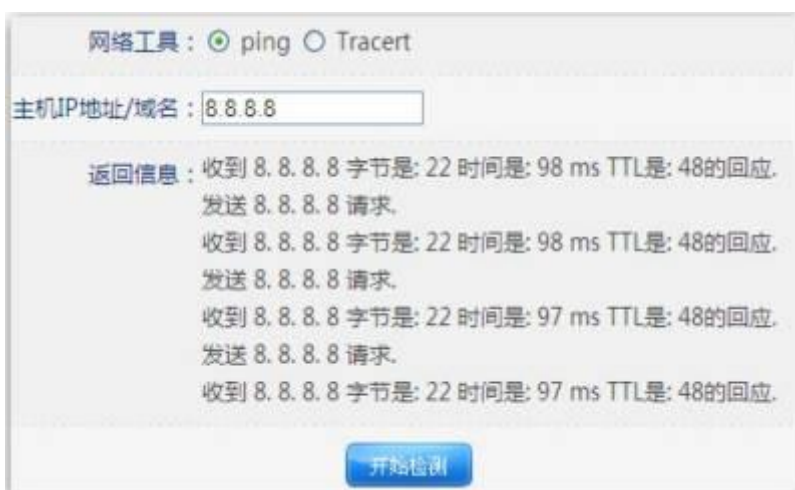 网络工具：ping Tracert
主机IP地址/域名：8.8.8.8
返回信息：收到 8. 8. 8. 8 字节是: 22 时间是: 98 ms TTL是: 48的回应.
发送 8. 8. 8. 8 请求.
收到 8. 8. 8. 8 字节是: 22 时间是: 98 ms TTL是: 48的回应.
发送 8. 8. 8. 8 请求.
收到 8. 8. 8. 8 字节是: 22 时间是: 97 ms TTL是: 48的回应.
发送 8. 8. 8. 8 请求.
收到 8. 8. 8. 8 字节是: 22 时间是: 97 ms TTL是: 48的回应.
开始检测